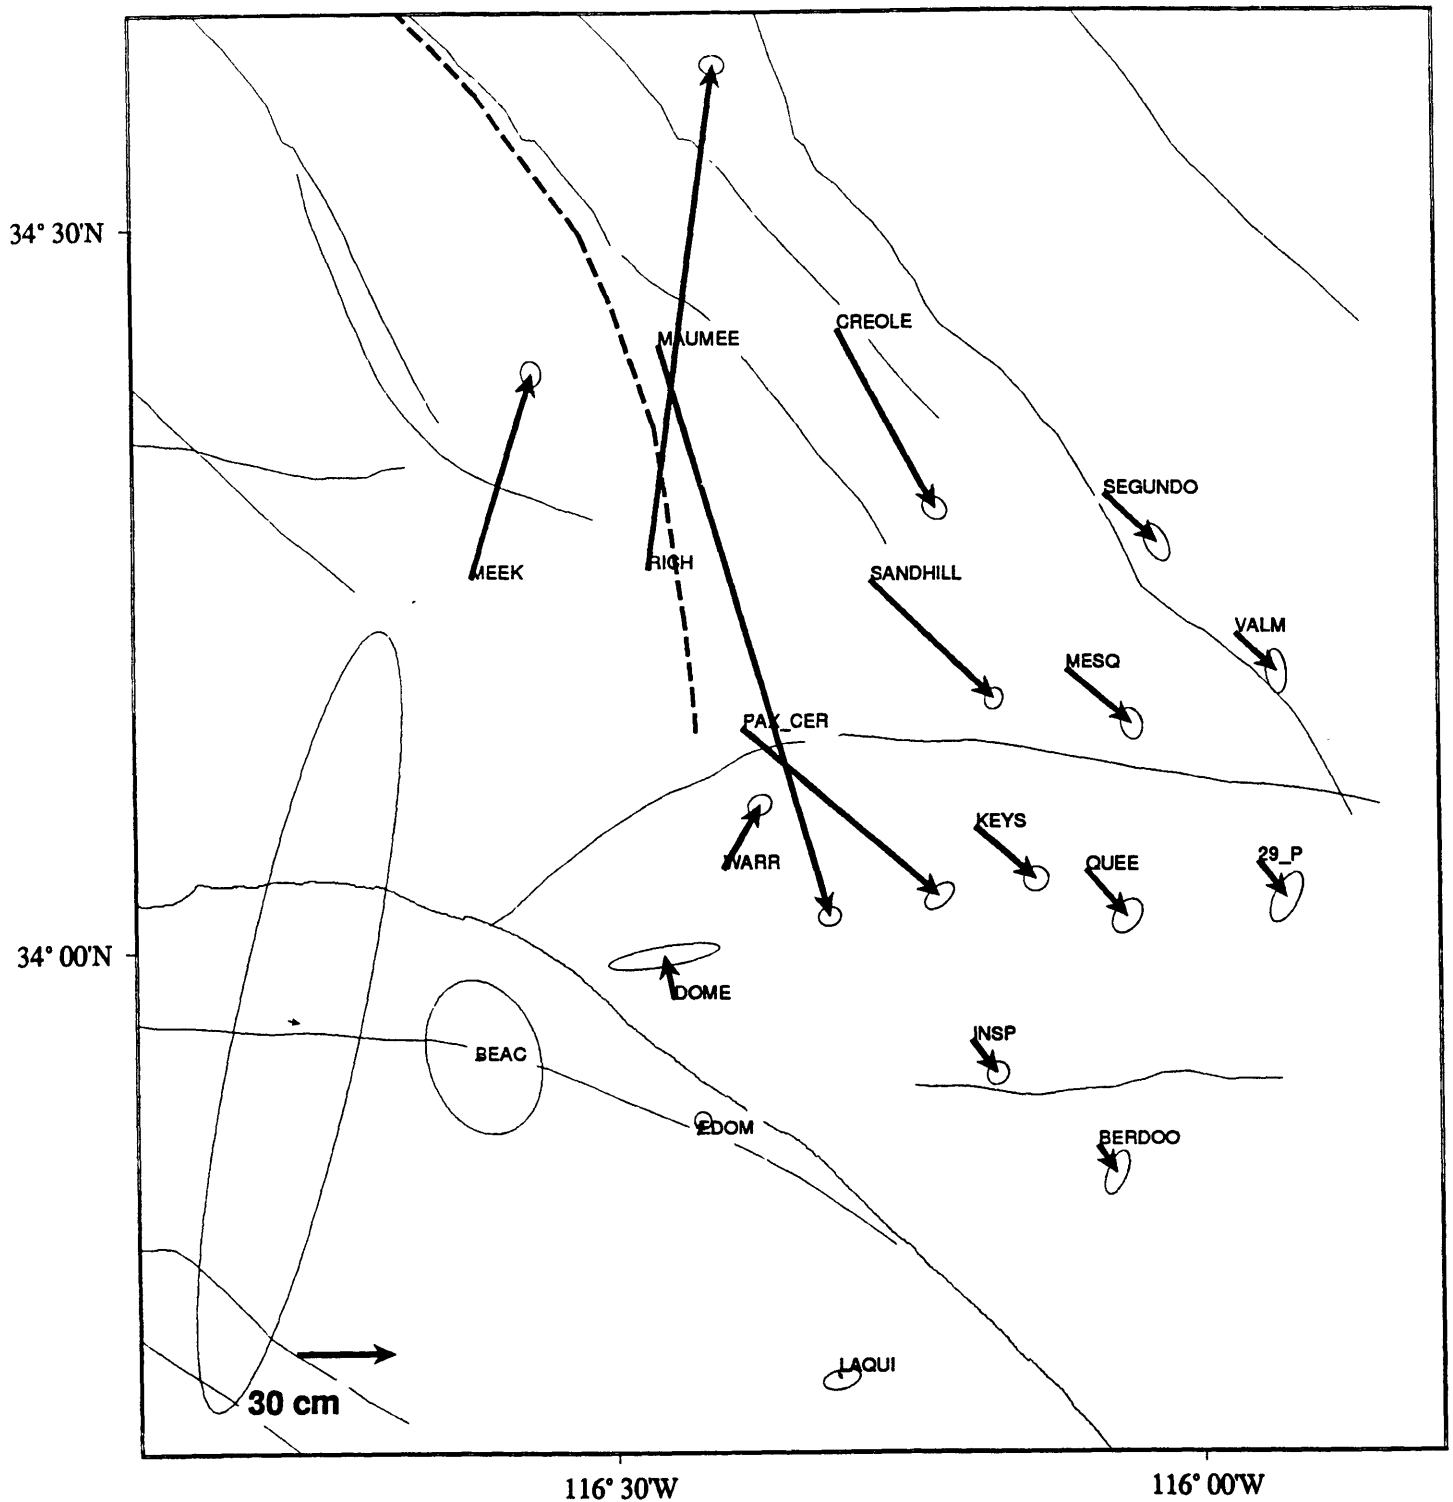 34° 30'N
CREOLE
MAUMEE
SEGUNDO
RICH
MEEK
SANDHILL
VALM
MESQ
PAX_CER
KEYS
WARR
QUEE
29_P
34° 00'N
DOME
INSP
BEAC
EDOM
BERDOO
LAQUI
30 cm
116° 30'W
116° 00'W